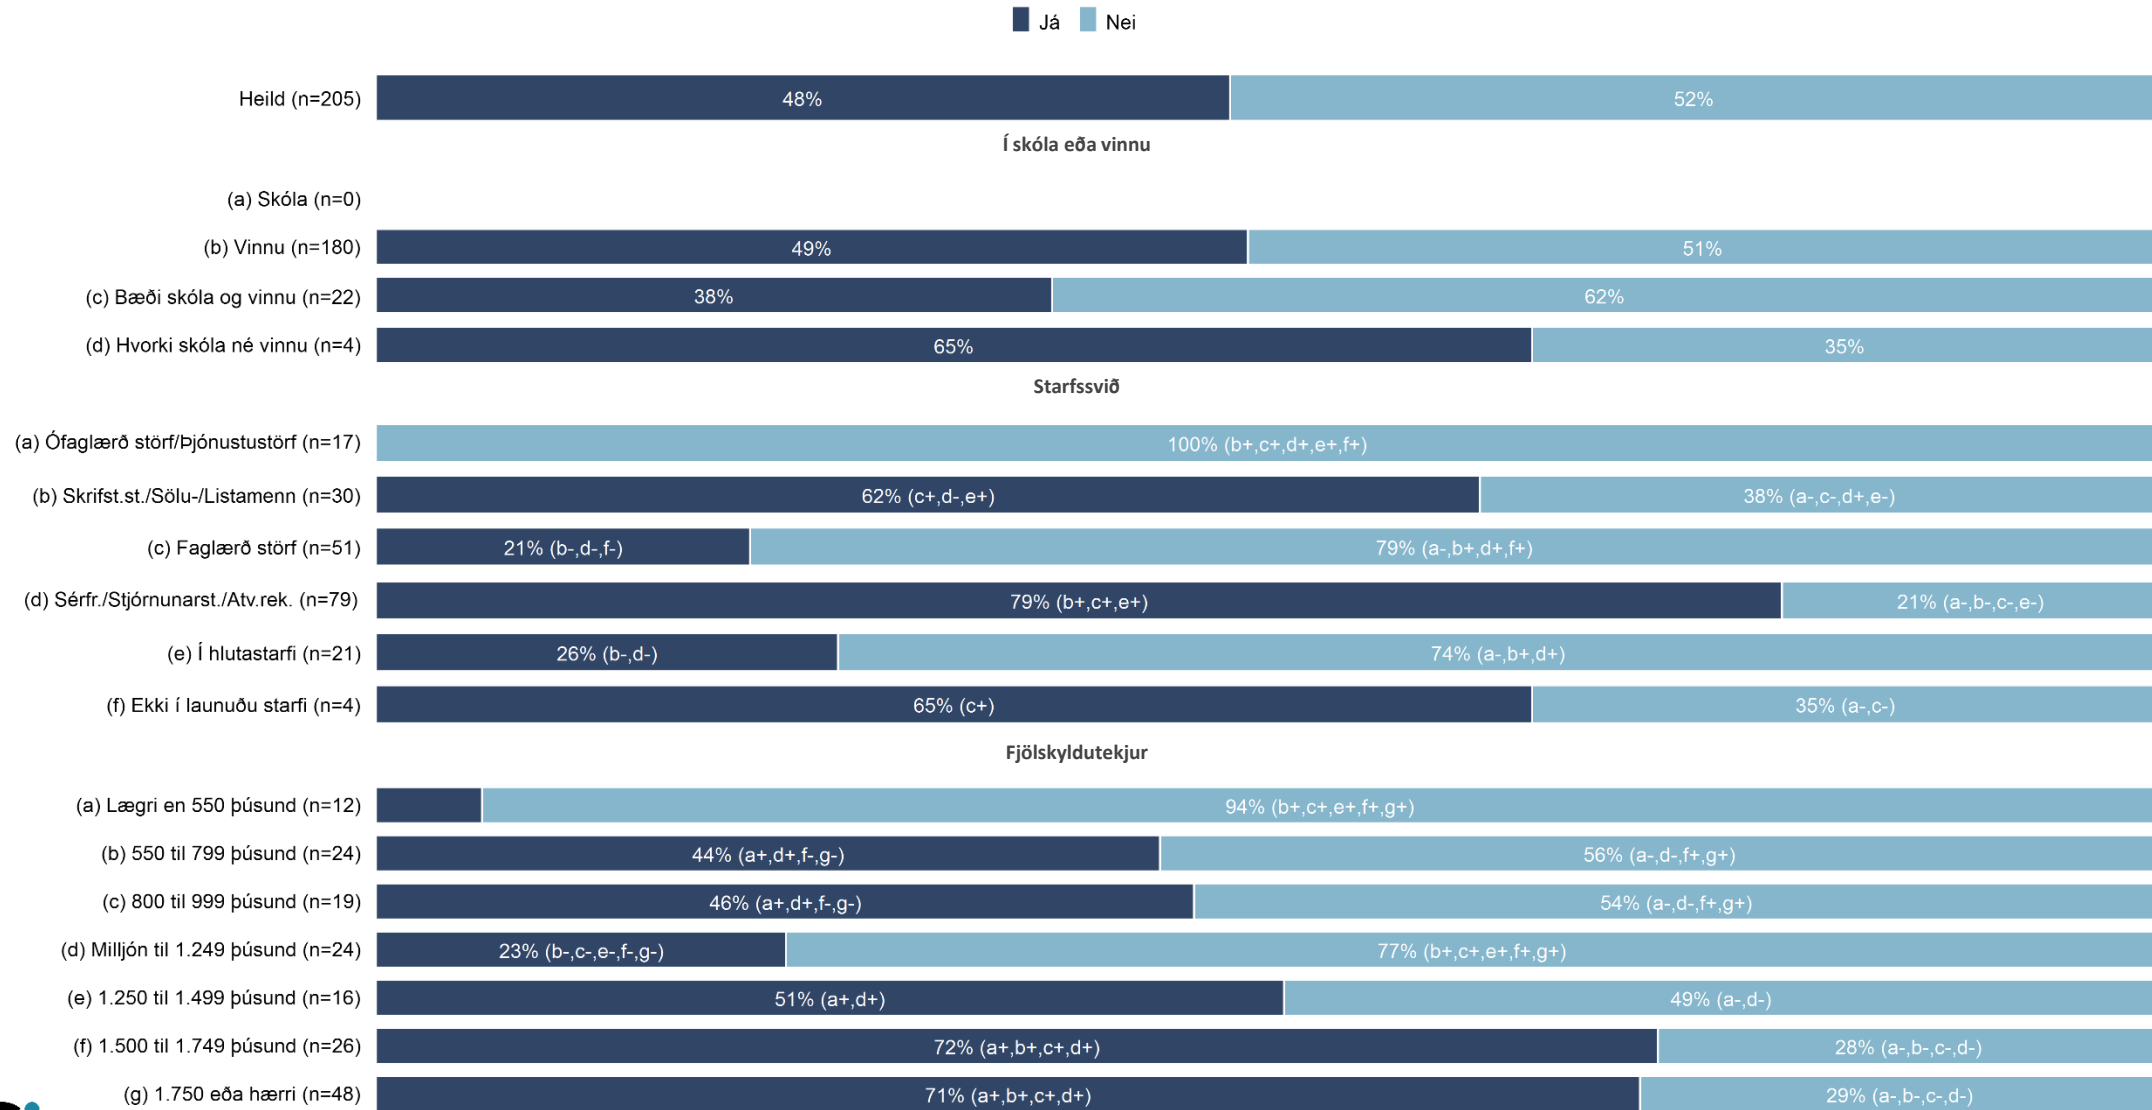 Já Nei
Heild (n=205) 48% 52%
Í skóla eða vinnu
(a) Skóla (n=0)
(b) Vinnu (n=180) 49% 51%
(c) Bæði skóla og vinnu (n=22) 38% 62%
(d) Hvorki skóla né vinnu (n=4) 65% 35%
Starfssvið
(a) Ófaglærð störf/Þjónustustörf (n=17) 100% (b+,c+,d+,e+,f+)
(b) Skrifst.st./Sölu-/Listamenn (n=30) 62% (c+,d-,e+) 38% (a-,c-,d+,e-)
(c) Faglærð störf (n=51) 21% (b-,d-,f-) 79% (a-,b+,d+,f+)
(d) Sérfr./Stjórnunarst./Atv.rek. (n=79) 79% (b+,c+,e+) 21% (a-,b-,c-,e-)
(e) Í hlutastarfi (n=21) 26% (b-,d-) 74% (a-,b+,d+)
(f) Ekki í launuðu starfi (n=4) 65% (c+) 35% (a-,c-)
Fjölskyldutekjur
(a) Lægri en 550 þúsund (n=12) 94% (b+,c+,e+,f+,g+)
(b) 550 til 799 þúsund (n=24) 44% (a+,d+,f-,g-) 56% (a-,d-,f+,g+)
(c) 800 til 999 þúsund (n=19) 46% (a+,d+,f-,g-) 54% (a-,d-,f+,g+)
(d) Milljón til 1.249 þúsund (n=24) 23% (b-,c-,e-,f-,g-) 77% (b+,c+,e+,f+,g+)
(e) 1.250 til 1.499 þúsund (n=16) 51% (a+,d+) 49% (a-,d-)
(f) 1.500 til 1.749 þúsund (n=26) 72% (a+,b+,c+,d+) 28% (a-,b-,c-,d-)
(g) 1.750 eða hærri (n=48) 71% (a+,b+,c+,d+) 29% (a-,b-,c-,d-)